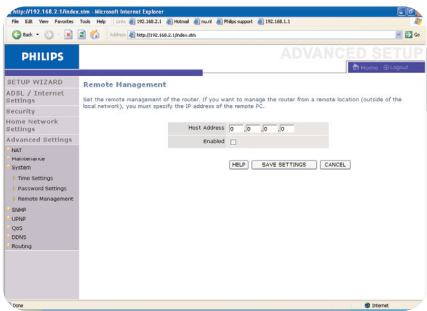 http://192.168.2.1/index.stm - Microsoft Internet Explorer
File Edit View Favorites Tools Help Links 192.168.2.1 Hotmail nu.nl Philips support 192.168.1.1
Back Address http://192.168.2.1/index.stm Go
PHILIPS
ADVANCED SETUP
Home Logout
SETUP WIZARD
ADSL / Internet Settings
Security
Home Network Settings
Advanced Settings
NAT
Maintenance
System
Time Settings
Password Settings
Remote Management
SNMP
UPNP
QoS
DDNS
Routing
Remote Management
Set the remote management of the router. If you want to manage the router from a remote location (outside of the
local network), you must specify the IP address of the remote PC.
Host Address 0 .0 .0 .0
Enabled
HELP SAVE SETTINGS CANCEL
Done Internet